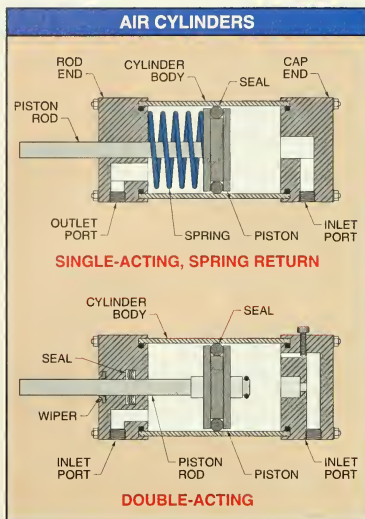 AIR CYLINDERS
ROD
END
CYLINDER
BODY
SEAL
CAP
END
PISTON
ROD
OUTLET
PORT
SPRING
PISTON
INLET
PORT
SINGLE-ACTING, SPRING RETURN
CYLINDER
BODY
SEAL
SEAL
WIPER
INLET
PORT
PISTON
ROD
PISTON
INLET
PORT
DOUBLE-ACTING